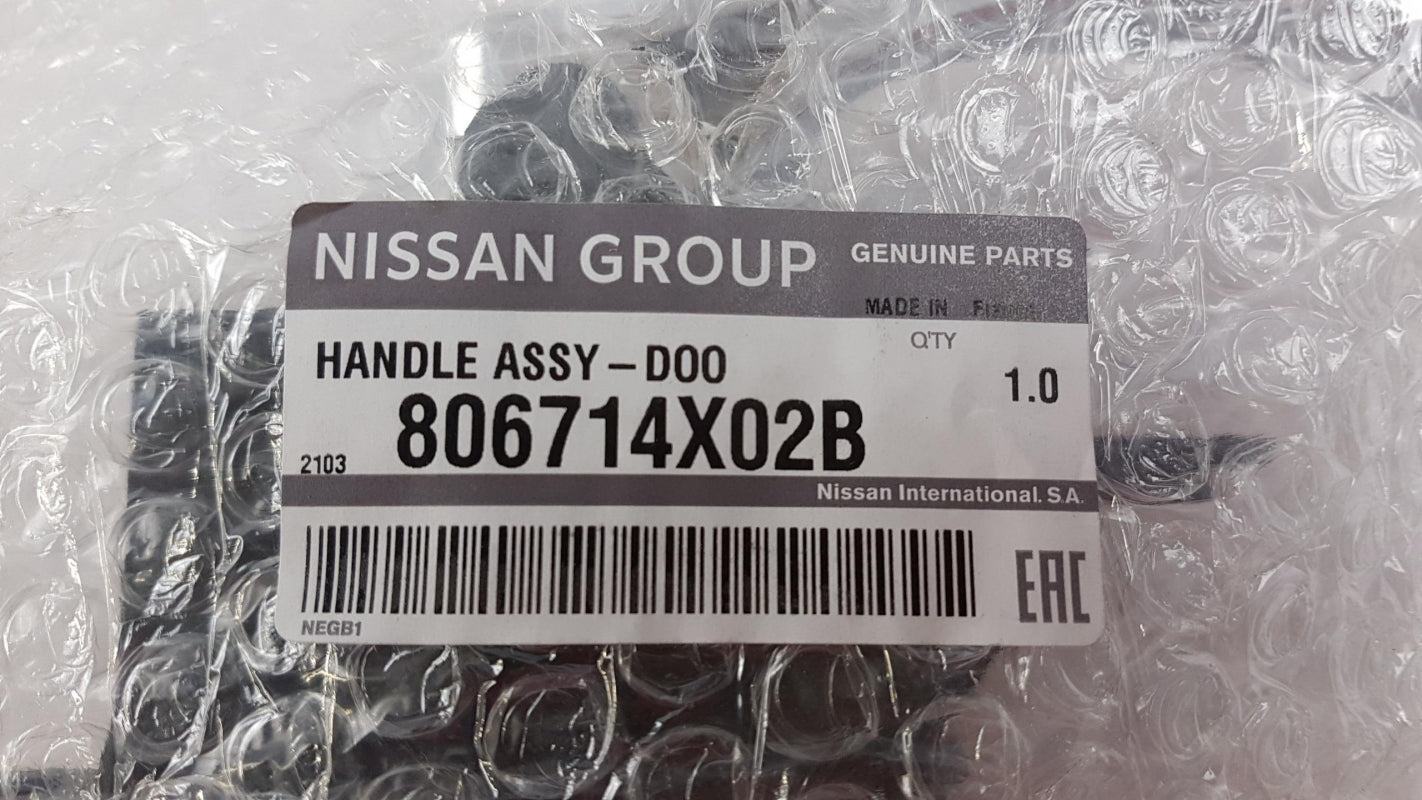 NISSAN GROUP
GENUINE PARTS
MADE IN
Q'TY
HANDLE ASSY-DOO
1.0
806714X02B
2103
Nissan International. S.A.
EAC
NEGB1